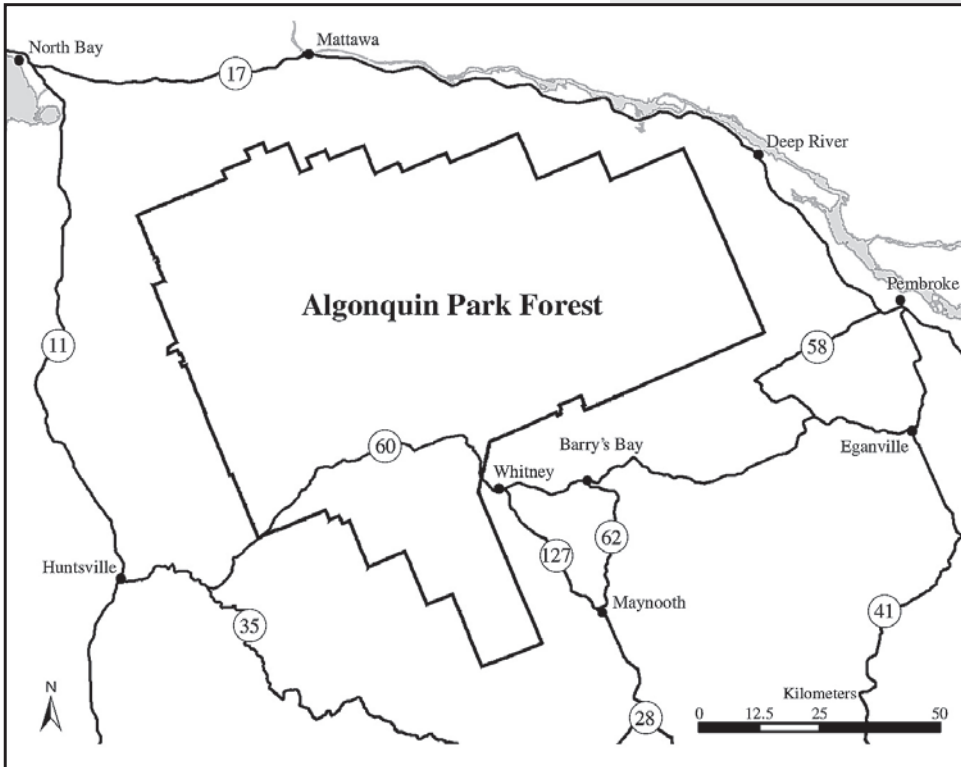 North Bay
Mattawa
17
Deep River
Algonquin Park Forest
Pembroke
11
58
60
Barry's Bay
Eganville
Whitney
62
127
Huntsville
Maynooth
35
41
N
Kilometers
28
0 12.5 25 50